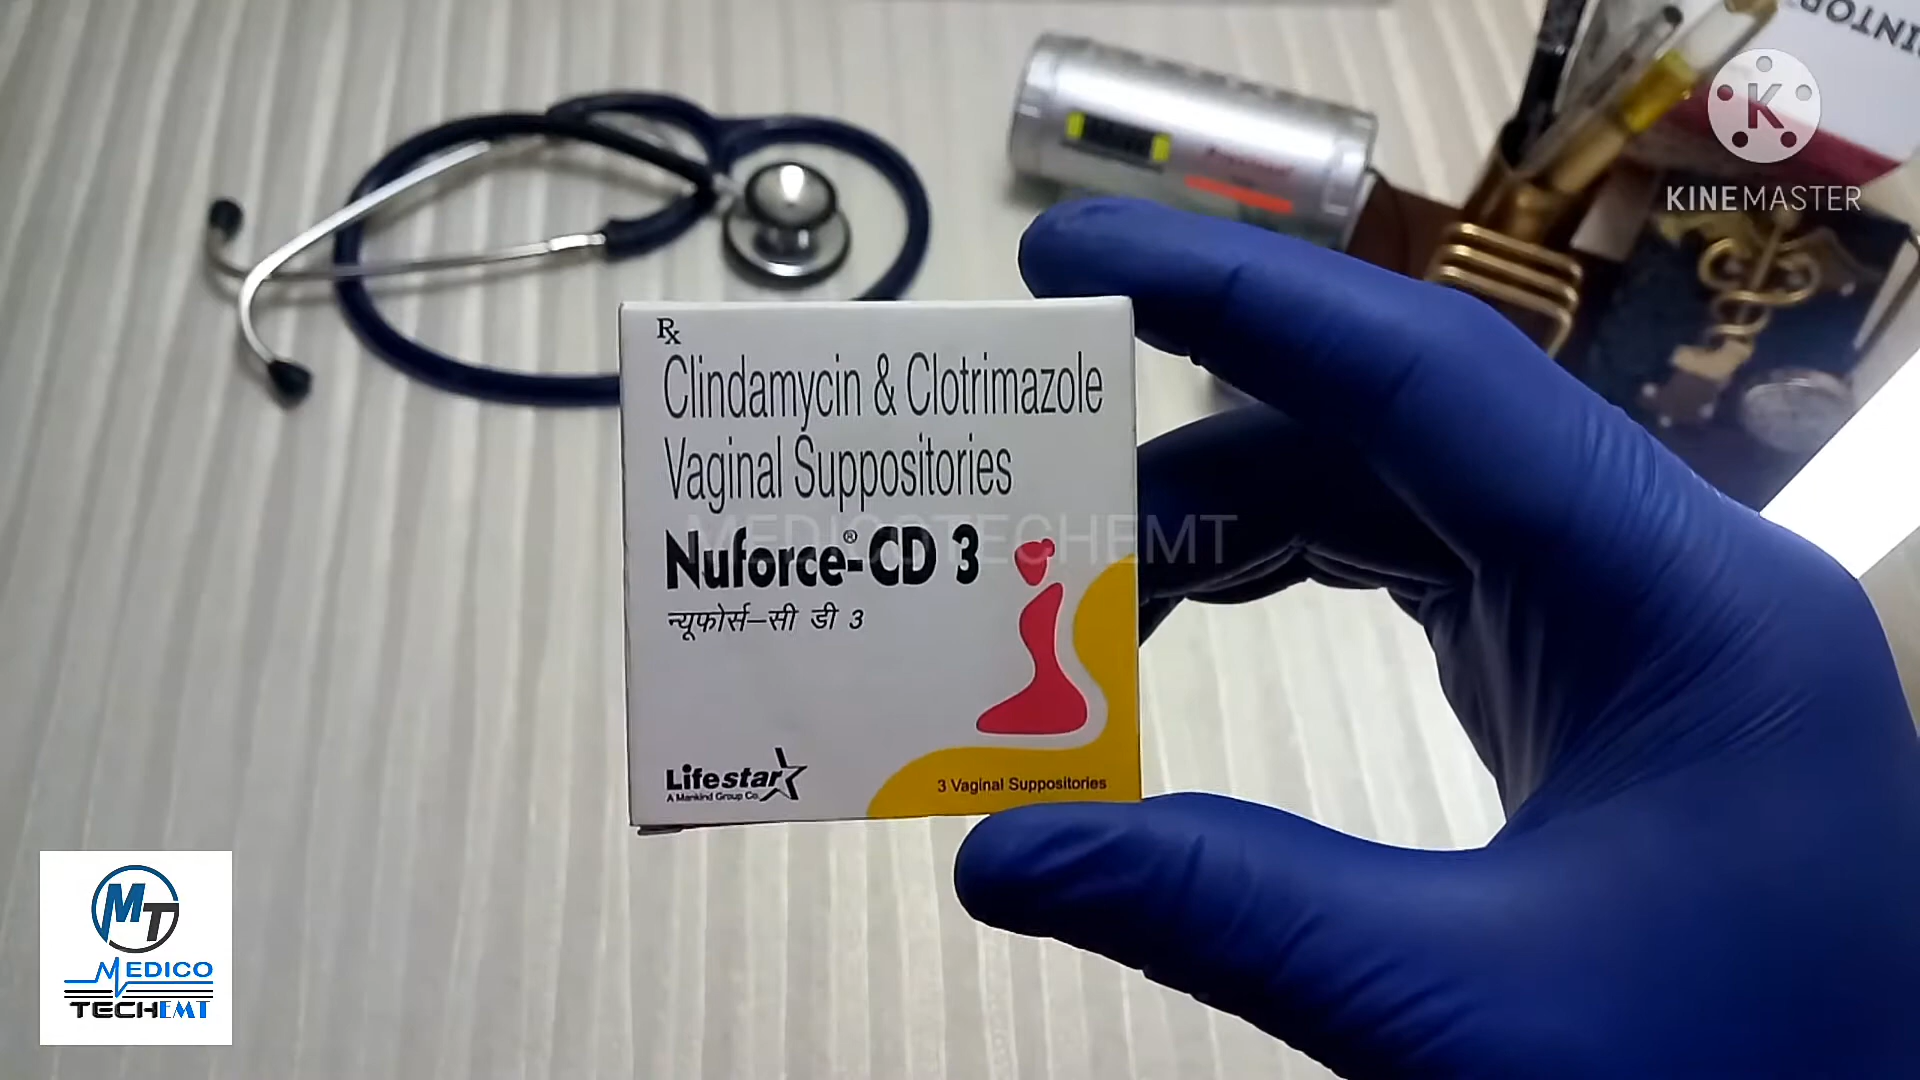 KINEMASTER
Rx
Clindamycin & Clotrimazole
Vaginal Suppositories
MEDICOTECHEMT
Nuforce®-CD 3
न्यूफोर्स–सी डी 3
Lifestar
A Mankind Group Co.
3 Vaginal Suppositories
MT
MEDICO
TECHEMT